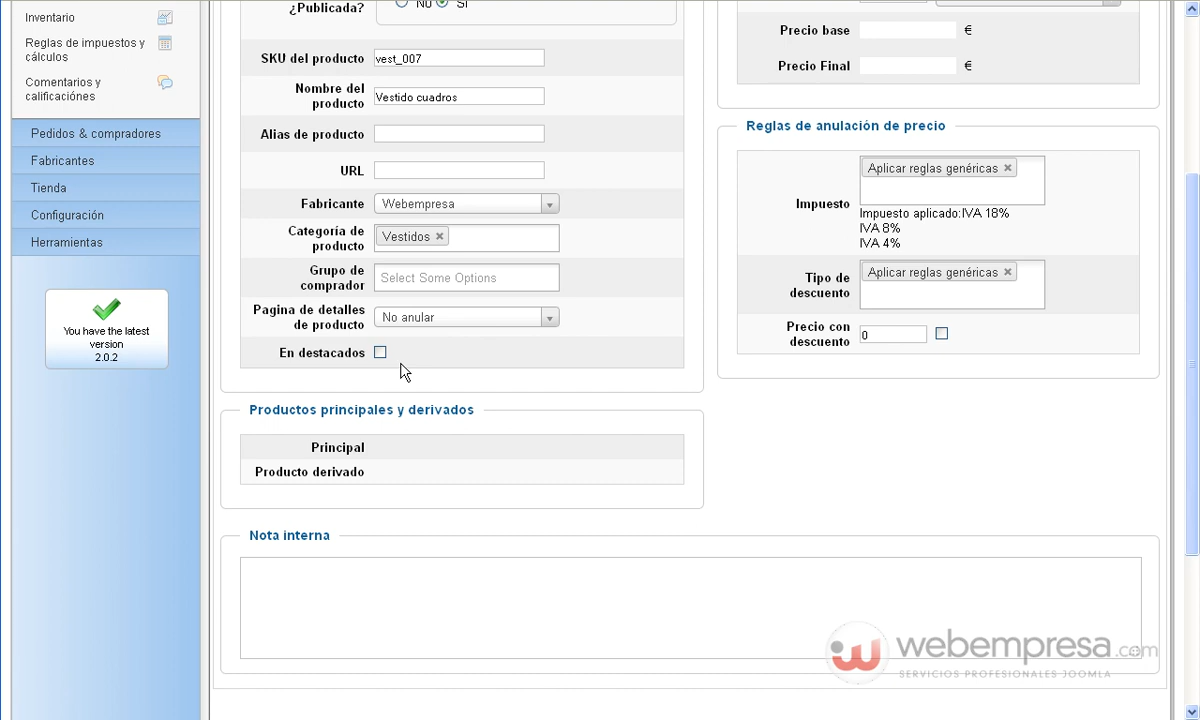 Inventario
Reglas de impuestos y
cálculos
Comentarios y
calificaciónes
Pedidos & compradores
Fabricantes
Tienda
Configuración
Herramientas
You have the latest
version
2.0.2
¿Publicada?
No
Sí
SKU del producto
vest_007
Nombre del
producto
Vestido cuadros
Alias de producto
URL
Fabricante
Webempresa
Categoría de
producto
Vestidos
Grupo de
comprador
Select Some Options
Pagina de detalles
de producto
No anular
En destacados
Productos principales y derivados
Principal
Producto derivado
Nota interna
Precio base
€
Precio Final
€
Reglas de anulación de precio
Impuesto
Aplicar reglas genéricas
Impuesto aplicado:IVA 18%
IVA 8%
IVA 4%
Tipo de
descuento
Aplicar reglas genéricas
Precio con
descuento
0
webempresa.com
SERVICIOS PROFESIONALES JOOMLA